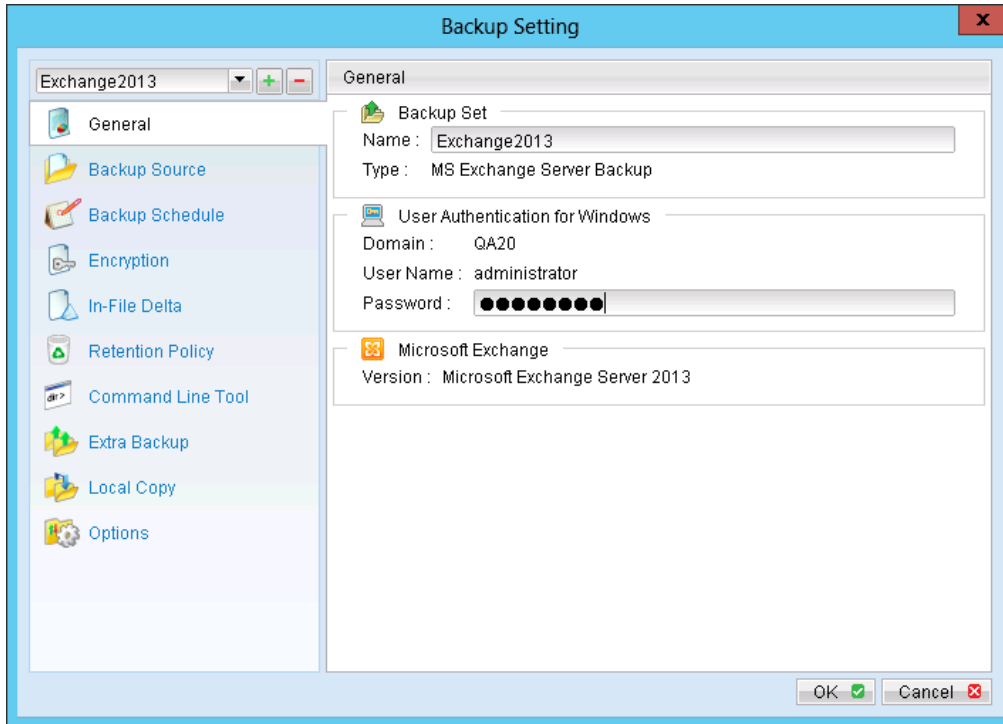 Backup Setting
x
Exchange2013
General
Backup Source
Backup Schedule
Encryption
In-File Delta
Retention Policy
dir>
Command Line Tool
Extra Backup
Local Copy
Options
General
Backup Set
Name : Exchange2013
Type : MS Exchange Server Backup
User Authentication for Windows
Domain : QA20
User Name : administrator
Password : ●●●●●●●●
Microsoft Exchange
Version : Microsoft Exchange Server 2013
OK
Cancel